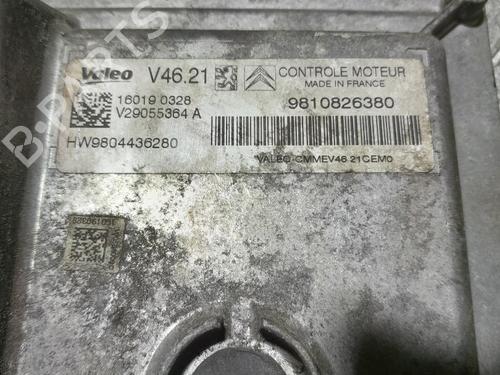 Valeo V46.21 CONTROLE MOTEUR
MADE IN FRANCE
16019 0328
V29055364 A
9810826380
HW9804436280
VALEO-CMMEV46.21CEM0
B-PARTS